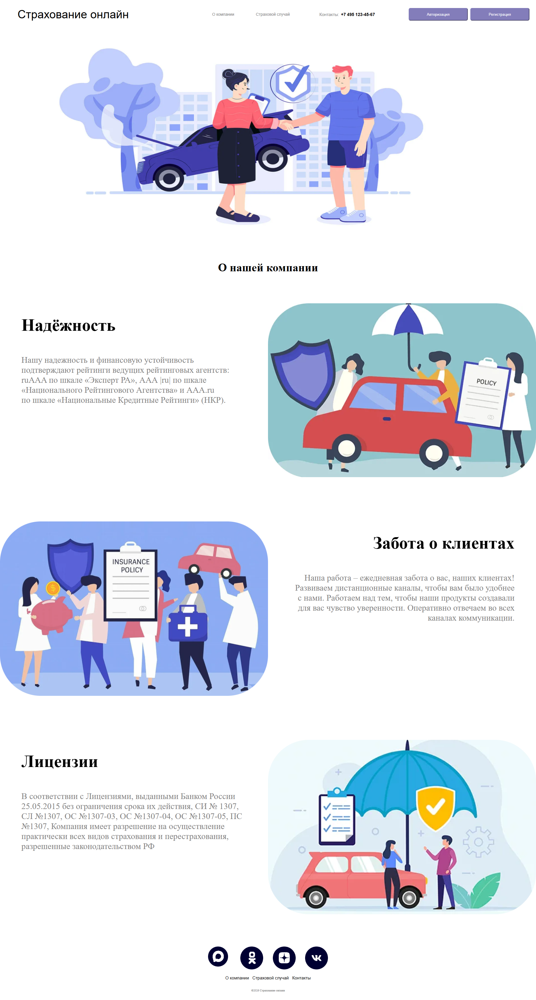 Страхование онлайн
О компании
Страховой случай
Контакты: +7 495 123-45-67
Авторизация
Регистрация
О нашей компании
Надёжность
Нашу надежность и финансовую устойчивость
подтверждают рейтинги ведущих рейтинговых агентств:
ruAAA по шкале «Эксперт РА», AAA |ru| по шкале
«Национального Рейтингового Агентства» и AAA.ru
по шкале «Национальные Кредитные Рейтинги» (НКР).
POLICY
INSURANCE
POLICY
$
Забота о клиентах
Наша работа – ежедневная забота о вас, наших клиентах!
Развиваем дистанционные каналы, чтобы вам было удобнее
с нами. Работаем над тем, чтобы наши продукты создавали
для вас чувство уверенности. Оперативно отвечаем во всех
каналах коммуникации.
Лицензии
В соответствии с Лицензиями, выданными Банком России
25.05.2015 без ограничения срока их действия, СИ № 1307,
СЛ №1307, ОС №1307-03, ОС №1307-04, ОС №1307-05, ПС
№1307, Компания имеет разрешение на осуществление
практически всех видов страхования и перестрахования,
разрешенные законодательством РФ
О компании Страховой случай Контакты
©2026 Страхование онлайн